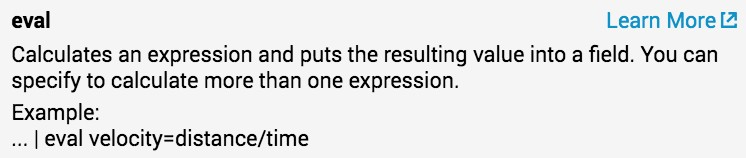 eval Learn More
Calculates an expression and puts the resulting value into a field. You can
specify to calculate more than one expression.
Example:
... | eval velocity=distance/time